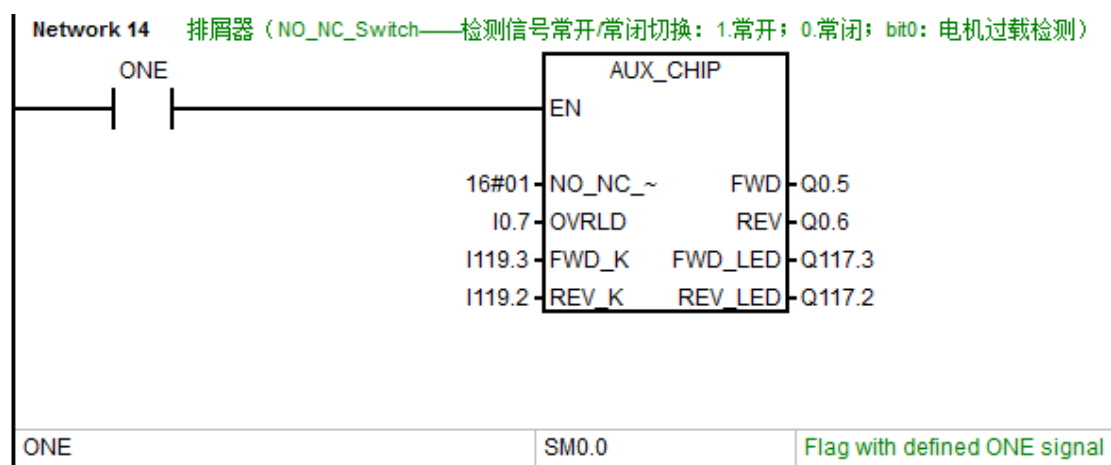 Network 14 排屑器（NO_NC_Switch——检测信号常开/常闭切换：1.常开；0.常闭；bit0：电机过载检测）
ONE
AUX_CHIP
EN
16#01 NO_NC_~ FWD Q0.5
I0.7 OVRLD REV Q0.6
I119.3 FWD_K FWD_LED Q117.3
I119.2 REV_K REV_LED Q117.2
ONE SM0.0 Flag with defined ONE signal